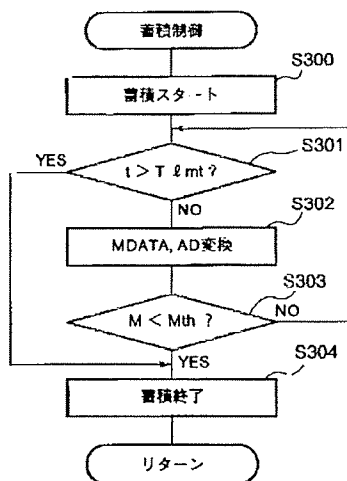 蓄積制御
S300
蓄積スタート
S301
YES
t > T ℓmt ?
NO
S302
MDATA, AD変換
S303
M < Mth ?
NO
YES
S304
蓄積終了
リターン